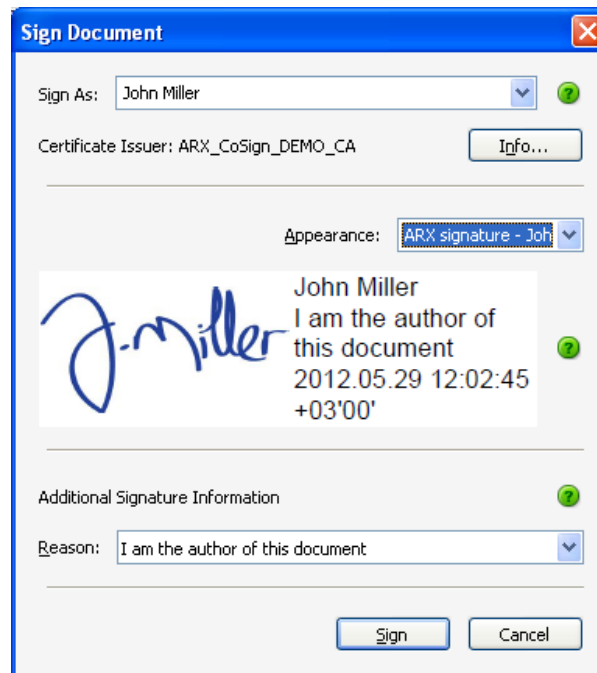 Sign Document
Sign As: John Miller
Certificate Issuer: ARX_CoSign_DEMO_CA Info...
Appearance: ARX signature - Joh
J. Miller
John Miller
I am the author of
this document
2012.05.29 12:02:45
+03'00'
Additional Signature Information
Reason: I am the author of this document
Sign Cancel